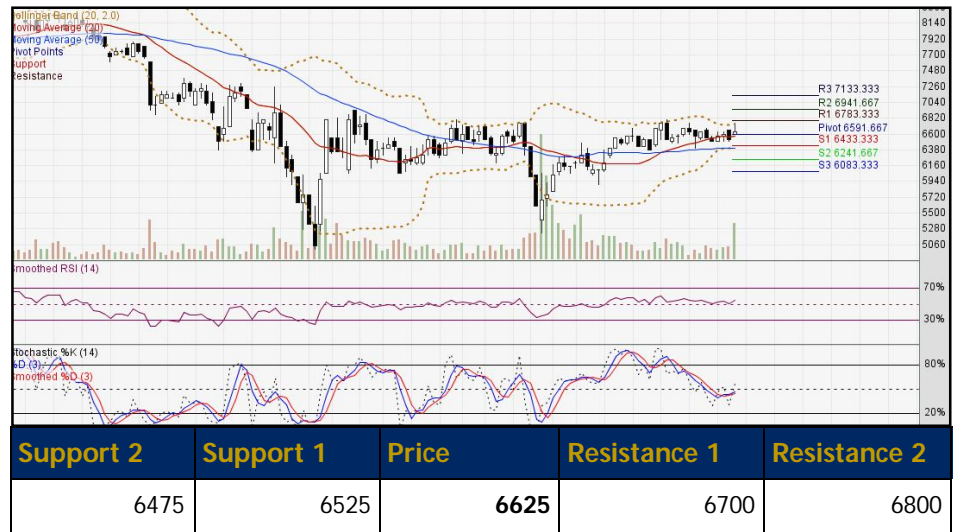 Bollinger Band (20, 2.0)
Moving Average (20)
Moving Average (50)
Pivot Points
Support
Resistance
8140
7920
7700
7480
7260
7040
6820
6600
6380
6160
5940
5720
5500
5280
5060
R3 7133.333
R2 6941.667
R1 6783.333
Pivot 6591.667
S1 6433.333
S2 6241.667
S3 6083.333
Smoothed RSI (14)
70%
30%
Stochastic %K (14)
%D (3)
Smoothed %D (3)
80%
20%
Support 2 Support 1 Price Resistance 1 Resistance 2
6475 6525 6625 6700 6800